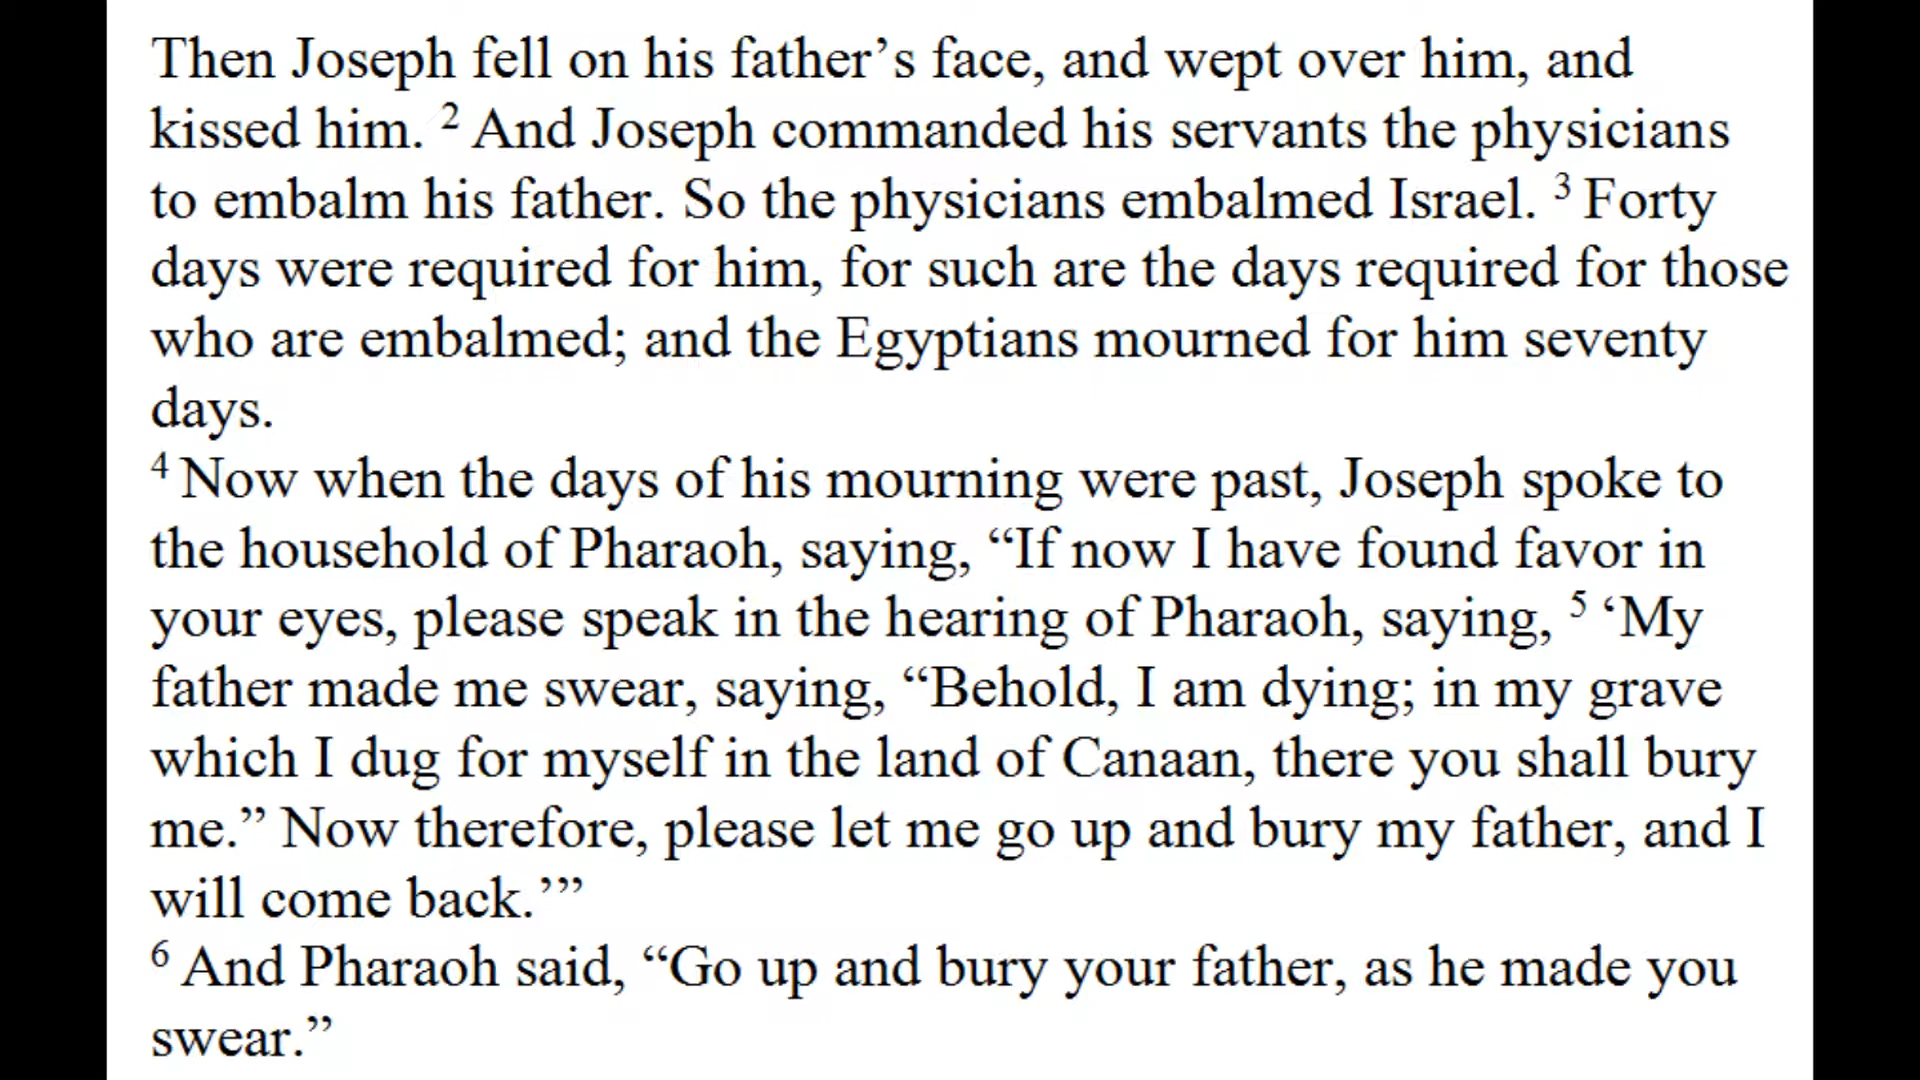 Then Joseph fell on his father’s face, and wept over him, and
kissed him. ² And Joseph commanded his servants the physicians
to embalm his father. So the physicians embalmed Israel. ³ Forty
days were required for him, for such are the days required for those
who are embalmed; and the Egyptians mourned for him seventy
days.
⁴ Now when the days of his mourning were past, Joseph spoke to
the household of Pharaoh, saying, “If now I have found favor in
your eyes, please speak in the hearing of Pharaoh, saying, ⁵ ‘My
father made me swear, saying, “Behold, I am dying; in my grave
which I dug for myself in the land of Canaan, there you shall bury
me.” Now therefore, please let me go up and bury my father, and I
will come back.’”
⁶ And Pharaoh said, “Go up and bury your father, as he made you
swear.”